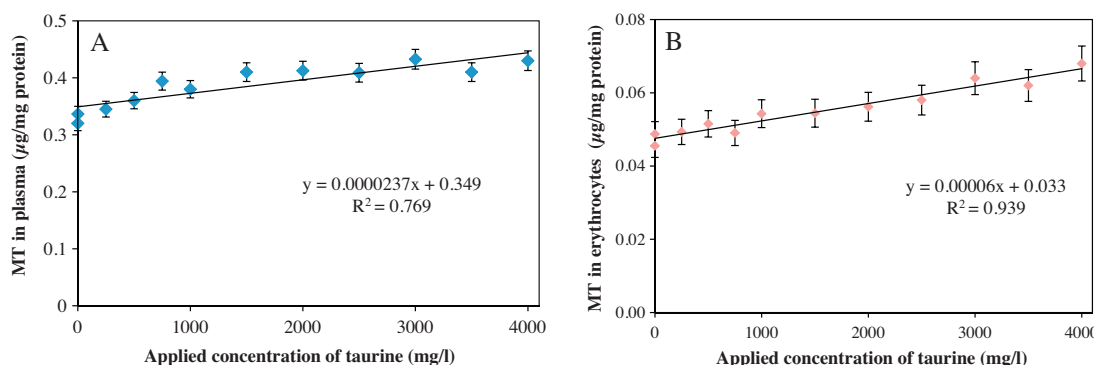 A
MT in plasma (µg/mg protein)
0.5
0.4
0.3
0.2
0.1
0
y = 0.0000237x + 0.349
R² = 0.769
0 1000 2000 3000 4000
Applied concentration of taurine (mg/l)
B
MT in erythrocytes (µg/mg protein)
0.08
0.06
0.04
0.02
0.00
y = 0.00006x + 0.033
R² = 0.939
0 1000 2000 3000 4000
Applied concentration of taurine (mg/l)